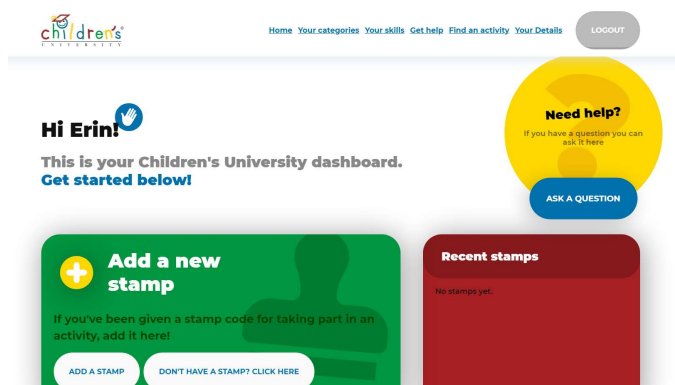 children's
UNIVERSITY
Home Your categories Your skills Get help Find an activity Your Details LOGOUT
Hi Erin!
This is your Children's University dashboard.
Get started below!
Need help?
If you have a question you can
ask it here
ASK A QUESTION
Add a new
stamp
If you've been given a stamp code for taking part in an
activity, add it here!
ADD A STAMP DON'T HAVE A STAMP? CLICK HERE
Recent stamps
No stamps yet.